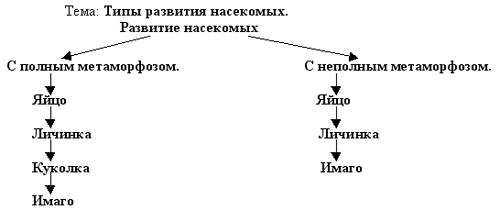 Тема: Типы развития насекомых.
Развитие насекомых
С полным метаморфозом.
Яйцо
Личинка
Куколка
Имаго
С неполным метаморфозом.
Яйцо
Личинка
Имаго